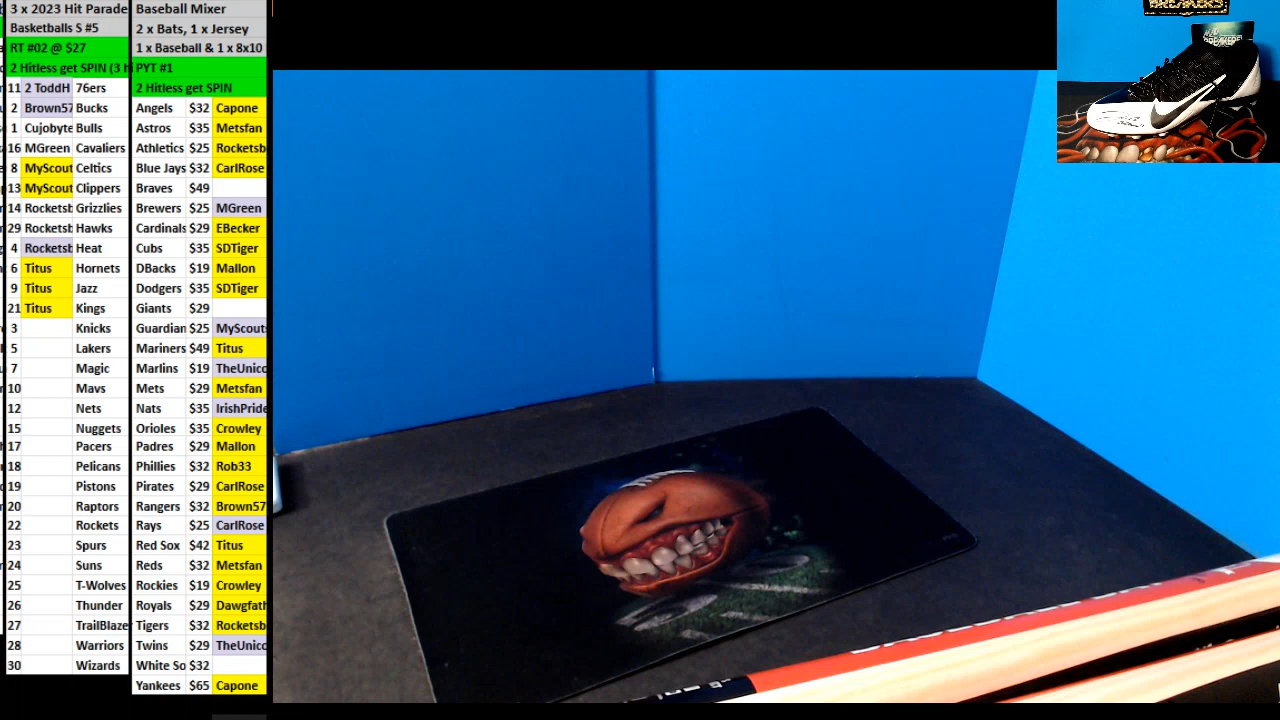 3 x 2023 Hit Parade
Basketballs S #5
RT #02 @ $27
2 Hitless get SPIN (3 h
11 2 ToddH 76ers
2 Brown57 Bucks
1 Cujobyte Bulls
16 MGreen Cavaliers
8 MyScout Celtics
13 MyScout Clippers
14 Rocketsb Grizzlies
29 Rocketsb Hawks
4 Rocketsb Heat
6 Titus Hornets
9 Titus Jazz
21 Titus Kings
3 Knicks
5 Lakers
7 Magic
10 Mavs
12 Nets
15 Nuggets
17 Pacers
18 Pelicans
19 Pistons
20 Raptors
22 Rockets
23 Spurs
24 Suns
25 T-Wolves
26 Thunder
27 TrailBlaze
28 Warriors
30 Wizards
Baseball Mixer
2 x Bats, 1 x Jersey
1 x Baseball & 1 x 8x10
PYT #1
2 Hitless get SPIN
Angels $32 Capone
Astros $35 Metsfan
Athletics $25 Rocketsb
Blue Jays $32 CarlRose
Braves $49
Brewers $25 MGreen
Cardinals $29 EBecker
Cubs $35 SDTiger
DBacks $19 Mallon
Dodgers $35 SDTiger
Giants $29
Guardian $25 MyScouts
Mariners $49 Titus
Marlins $19 TheUnico
Mets $29 Metsfan
Nats $35 IrishPride
Orioles $35 Crowley
Padres $29 Mallon
Phillies $32 Rob33
Pirates $29 CarlRose
Rangers $32 Brown57
Rays $25 CarlRose
Red Sox $42 Titus
Reds $32 Metsfan
Rockies $19 Crowley
Royals $29 Dawgfath
Tigers $32 Rocketsb
Twins $29 TheUnico
White So $32
Yankees $65 Capone
BREAKERS